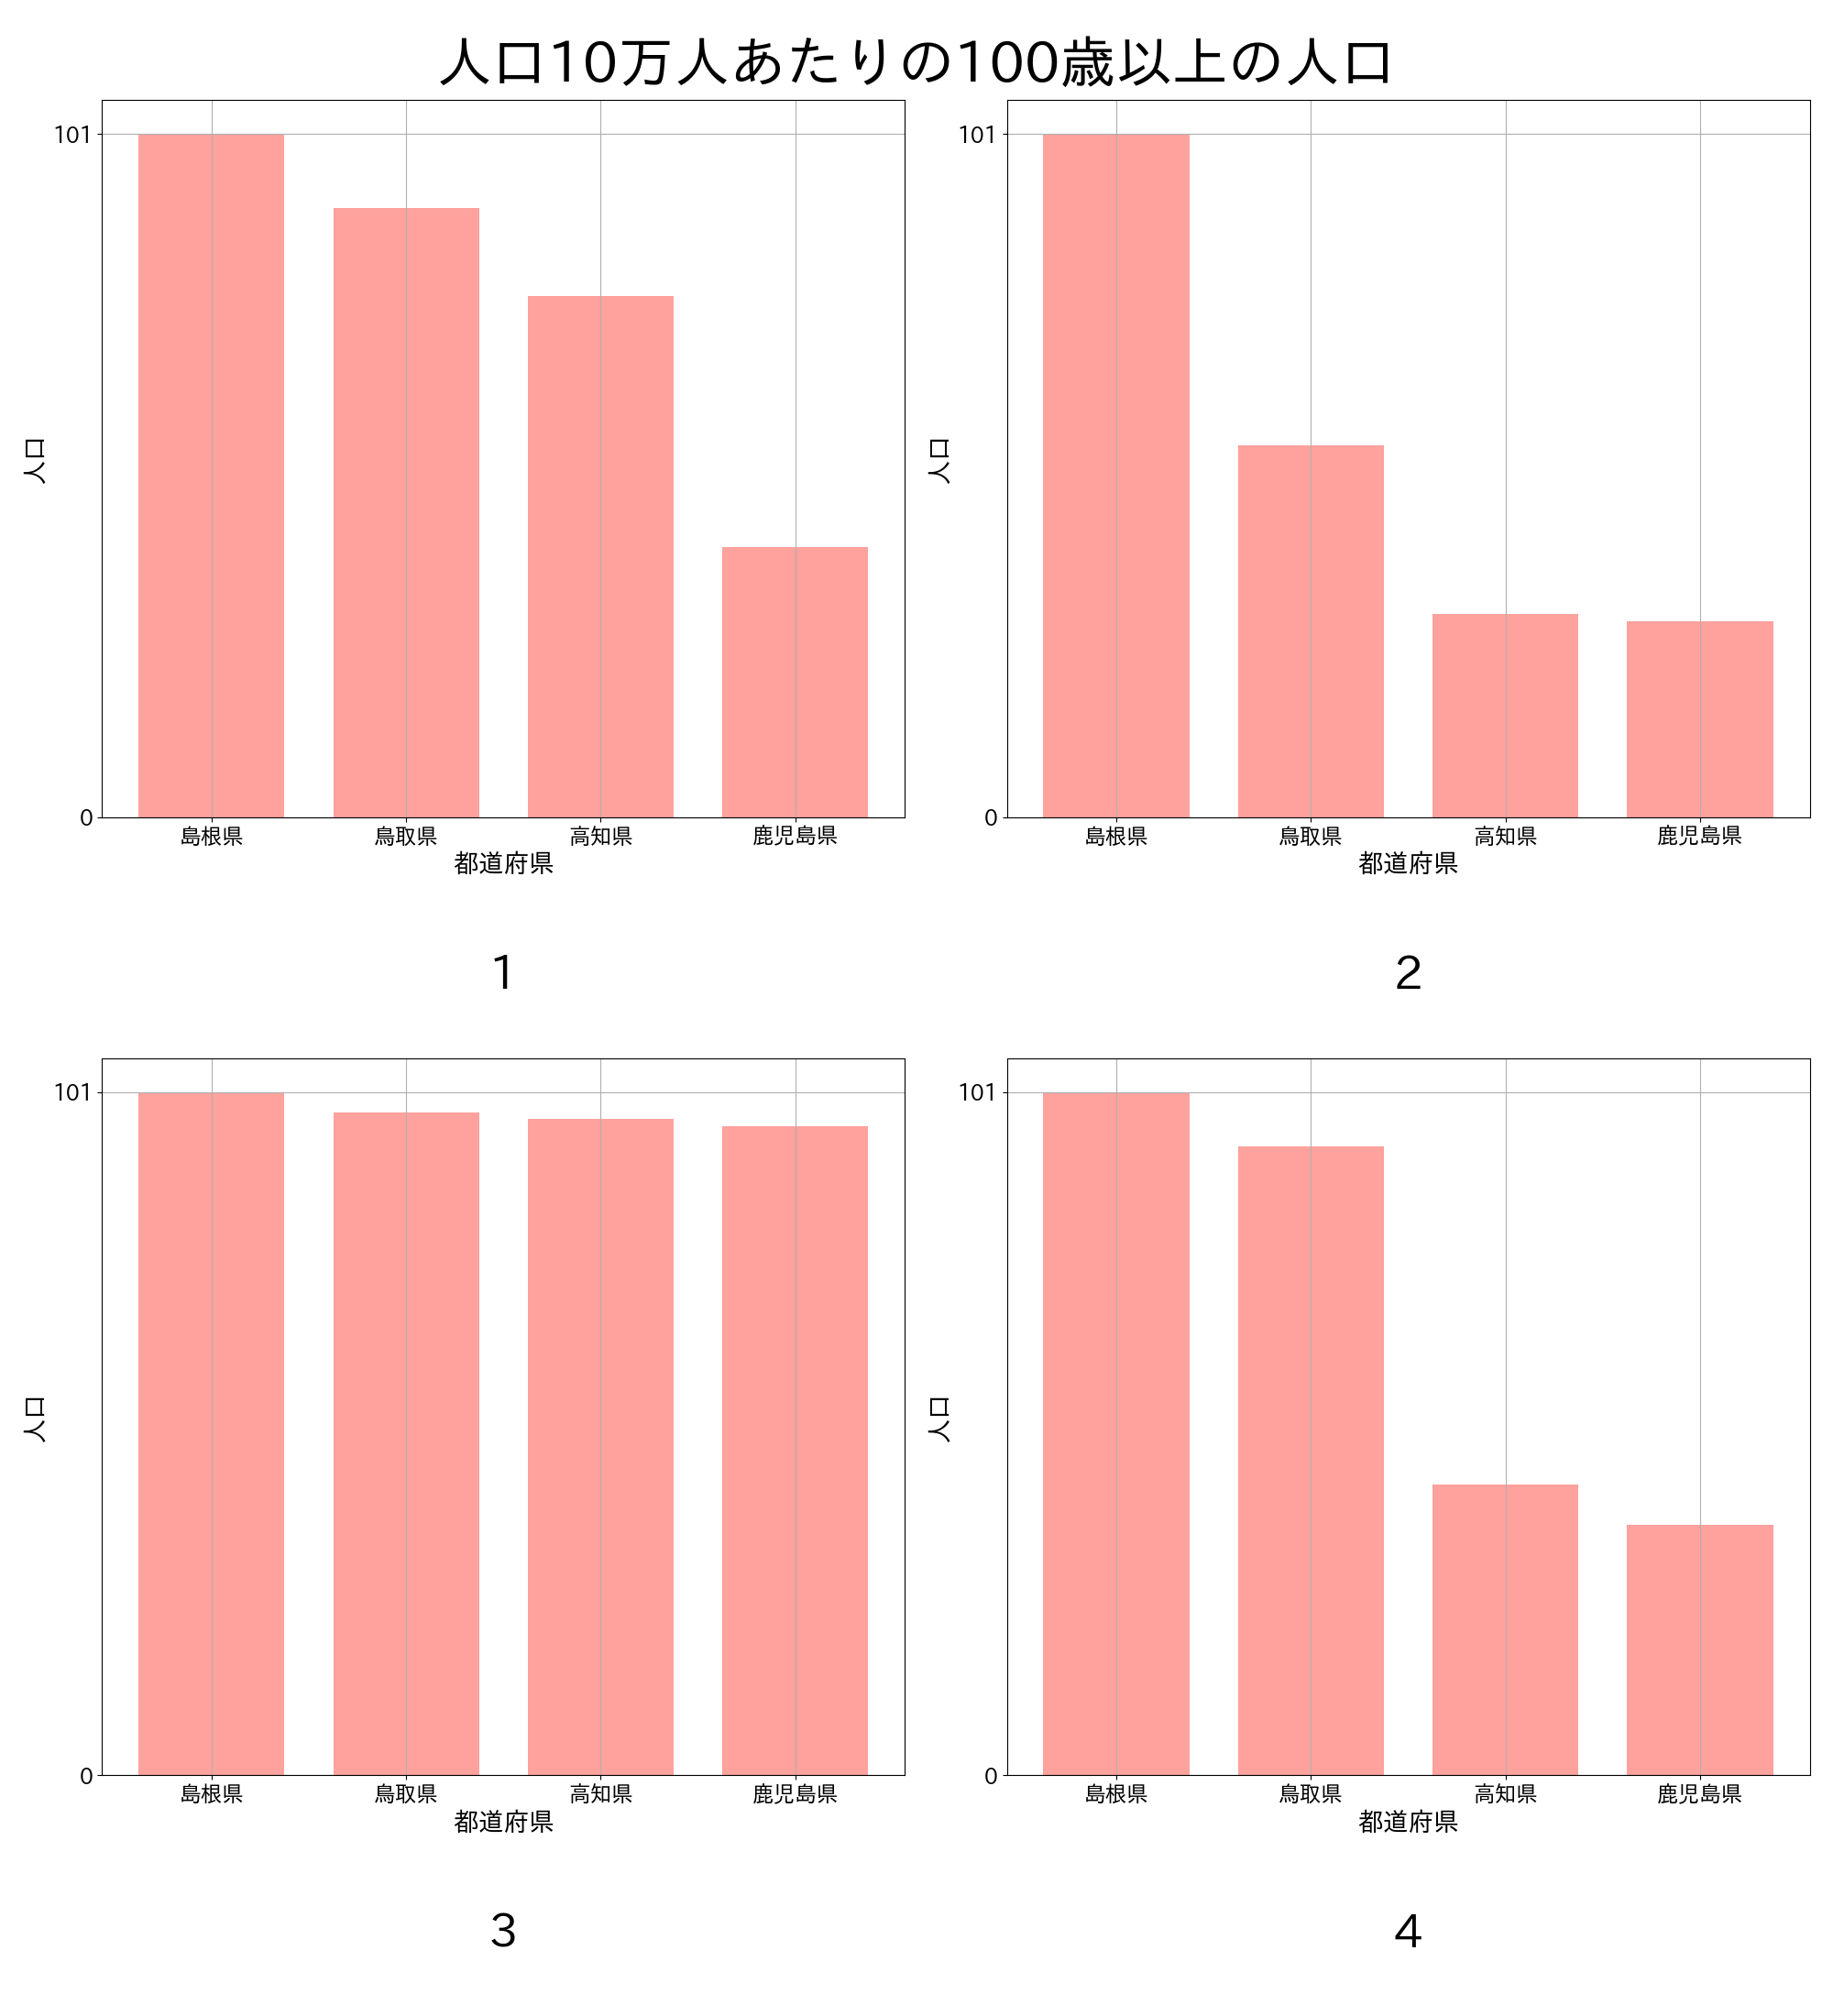 人口10万人あたりの100歳以上の人口
101
0
人口
島根県 鳥取県 高知県 鹿児島県
都道府県
1
101
0
人口
島根県 鳥取県 高知県 鹿児島県
都道府県
2
101
0
人口
島根県 鳥取県 高知県 鹿児島県
都道府県
3
101
0
人口
島根県 鳥取県 高知県 鹿児島県
都道府県
4